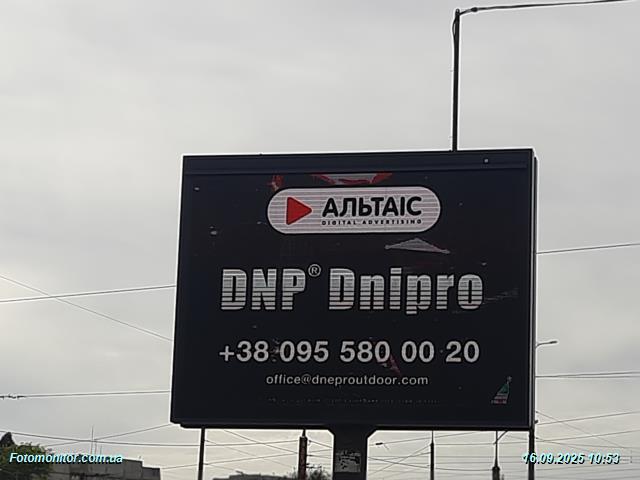 АЛЬТАІС
DIGITAL ADVERTISING
DNP® Dnipro
+38 095 580 00 20
office@dneproutdoor.com
Fotomonitor.com.ua
16.09.2025 10:53